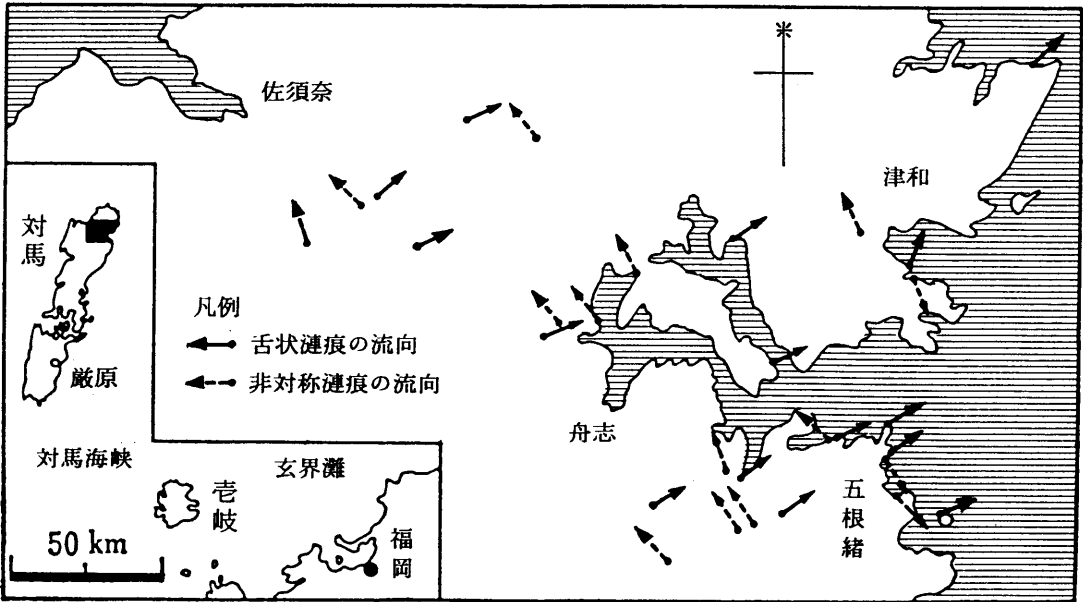 佐須奈
津和
対馬
凡例
舌状漣痕の流向
厳原
非対称漣痕の流向
舟志
対馬海峡
玄界灘
壱岐
五根緒
50 km
福岡